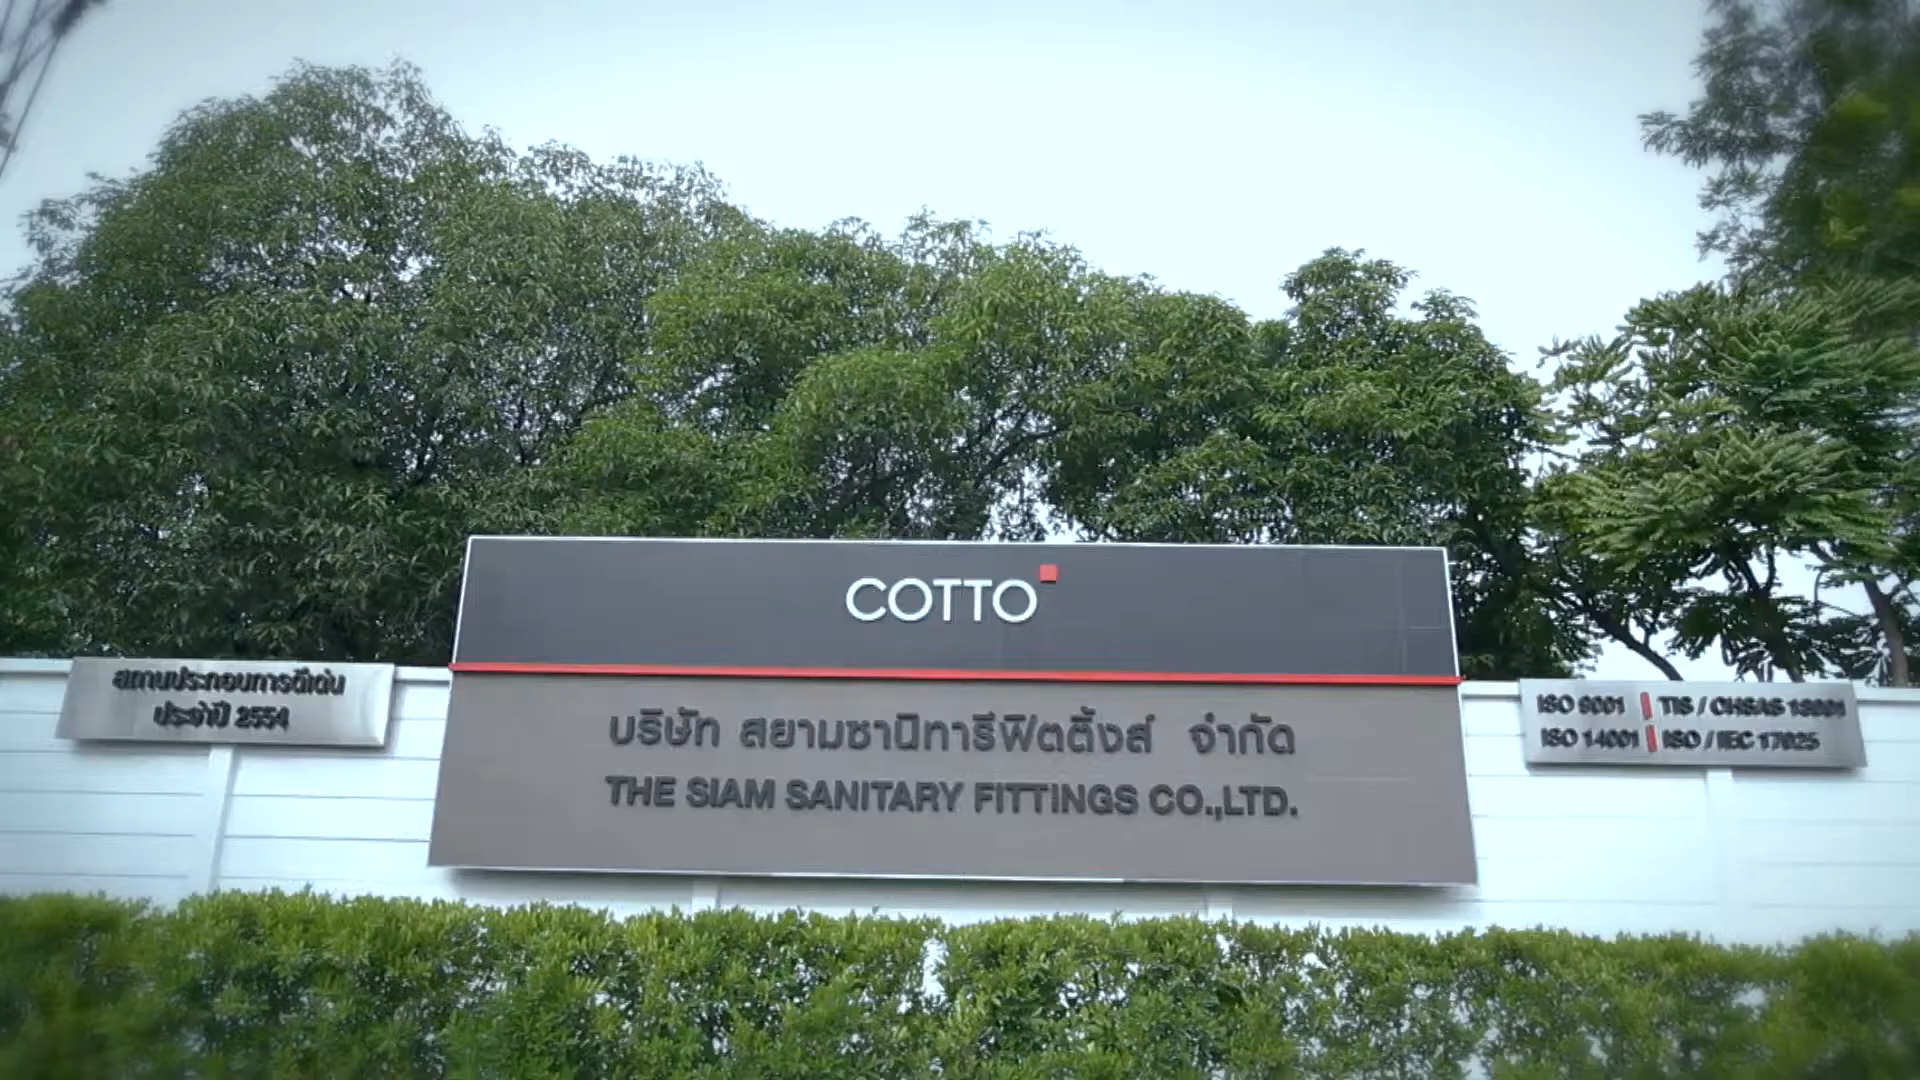 COTTO
บริษัท สยามซานิทารีฟิตติ้งส์ จำกัด
THE SIAM SANITARY FITTINGS CO.,LTD.
สถานประกอบการดีเด่น
ประจำปี 2554
ISO 9001 | TIS / OHSAS 18001
ISO 14001 | ISO / IEC 17025